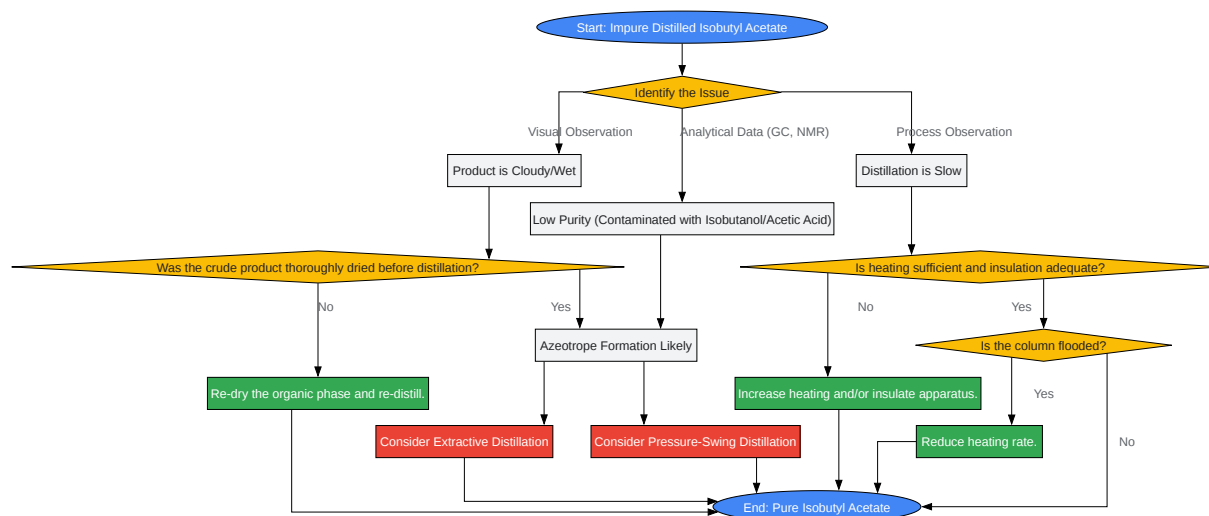 Start: Impure Distilled Isobutyl Acetate
Identify the Issue
Visual Observation
Analytical Data (GC, NMR)
Process Observation
Product is Cloudy/Wet
Distillation is Slow
Low Purity (Contaminated with Isobutanol/Acetic Acid)
Was the crude product thoroughly dried before distillation?
Is heating sufficient and insulation adequate?
No
Yes
No
Yes
Azeotrope Formation Likely
Is the column flooded?
Re-dry the organic phase and re-distill.
Increase heating and/or insulate apparatus.
Yes
Consider Extractive Distillation
Consider Pressure-Swing Distillation
Reduce heating rate.
No
End: Pure Isobutyl Acetate